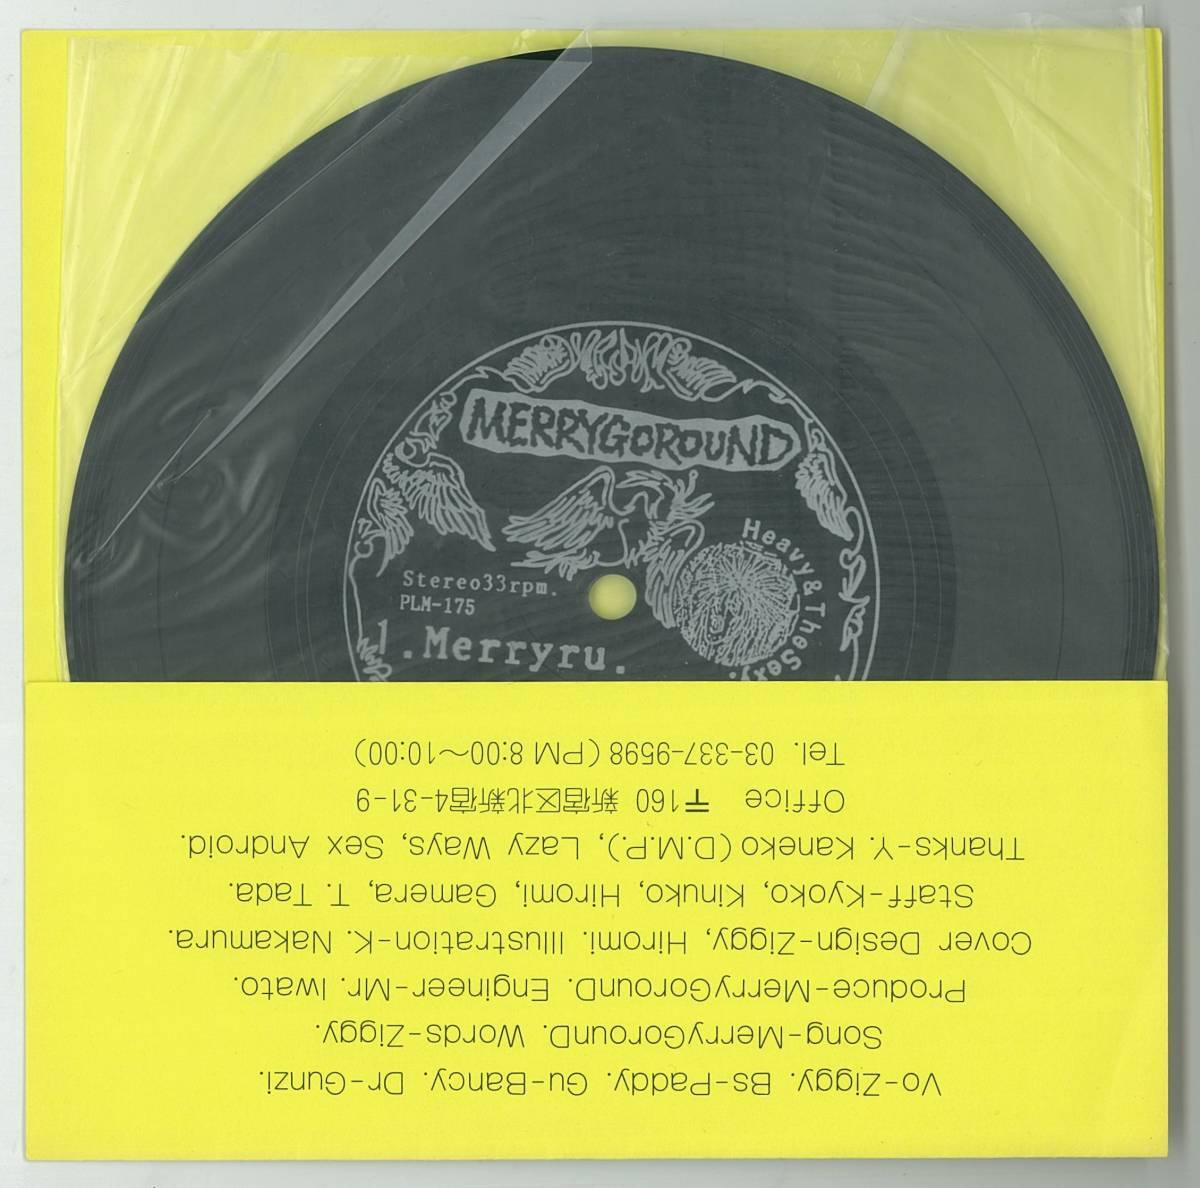 MERRYGOROUND
Heavy&TheSexy.
Stereo33rpm.
PLM-175
1.Merryru.
Vo-Ziggy. Bs-Paddy. Gu-Bancy. Dr-Gunzi.
Song-MerryGorounD. Words-Ziggy.
Produce-MerryGorounD. Engineer-Mr. Iwato.
Cover Design-Ziggy, Hiromi. Illustration-K. Nakamura.
Staff-Kyoko, Kinuko, Hiromi, Gamera, T. Tada.
Thanks-Y. Kaneko (D.M.P.), Lazy Ways, Sex Android.
Office 〒160 新宿区北新宿4-31-9
Tel. 03-337-9598 (PM 8:00〜10:00)